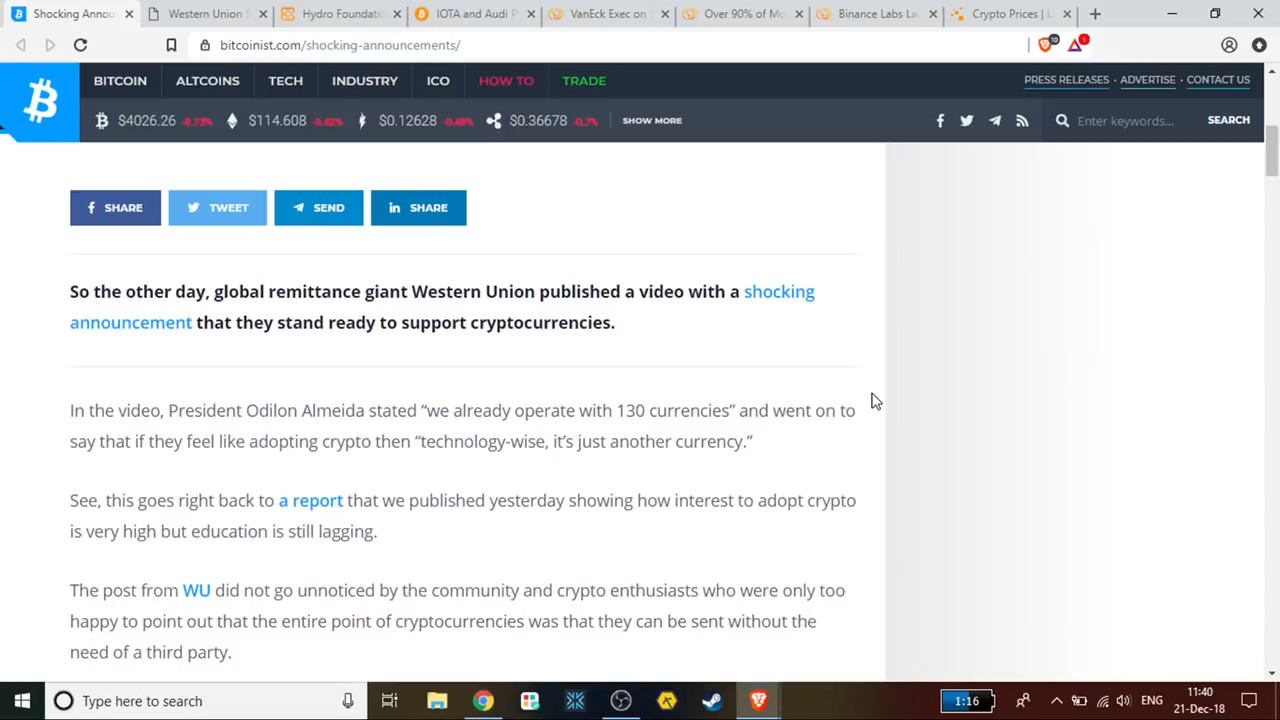 Shocking Annou
Western Union S
Hydro Foundati
IOTA and Audi P
VanEck Exec on
Over 90% of Mo
Binance Labs La
Crypto Prices | L
bitcoinist.com/shocking-announcements/
10
1
BITCOIN ALTCOINS TECH INDUSTRY ICO HOW TO TRADE
PRESS RELEASES · ADVERTISE · CONTACT US
$4026.26 -0.73% $114.608 $0.12628 $0.36678 -0.7% SHOW MORE
Enter keywords... SEARCH
SHARE TWEET SEND SHARE
So the other day, global remittance giant Western Union published a video with a shocking
announcement that they stand ready to support cryptocurrencies.
In the video, President Odilon Almeida stated “we already operate with 130 currencies” and went on to
say that if they feel like adopting crypto then “technology-wise, it’s just another currency.”
See, this goes right back to a report that we published yesterday showing how interest to adopt crypto
is very high but education is still lagging.
The post from WU did not go unnoticed by the community and crypto enthusiasts who were only too
happy to point out that the entire point of cryptocurrencies was that they can be sent without the
need of a third party.
Type here to search
1:16
ENG
11:40
21-Dec-18